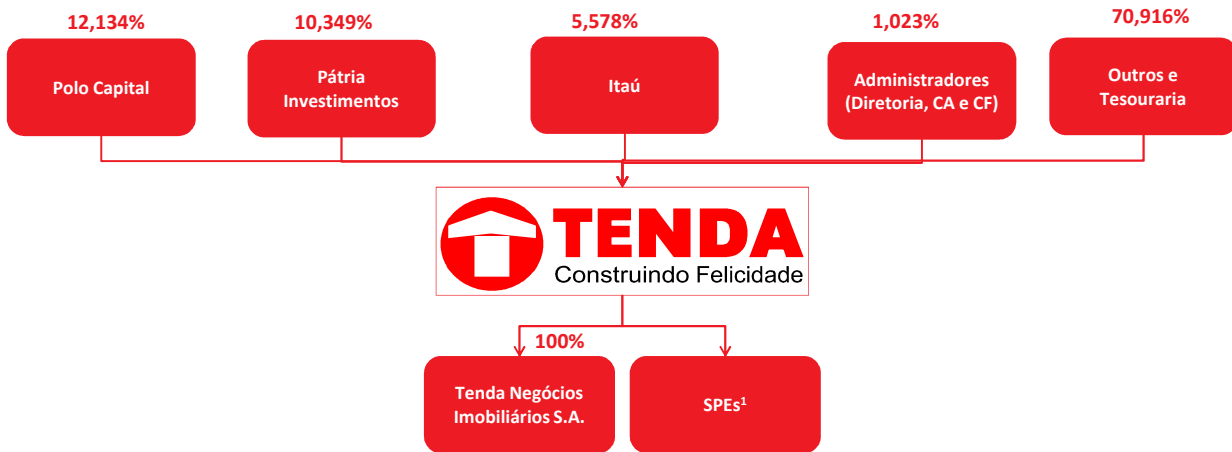 12,134%
10,349%
5,578%
1,023%
70,916%
Polo Capital
Pátria
Investimentos
Itaú
Administradores
(Diretoria, CA e CF)
Outros e
Tesouraria
TENDA
Construindo Felicidade
100%
Tenda Negócios
Imobiliários S.A.
SPEs¹